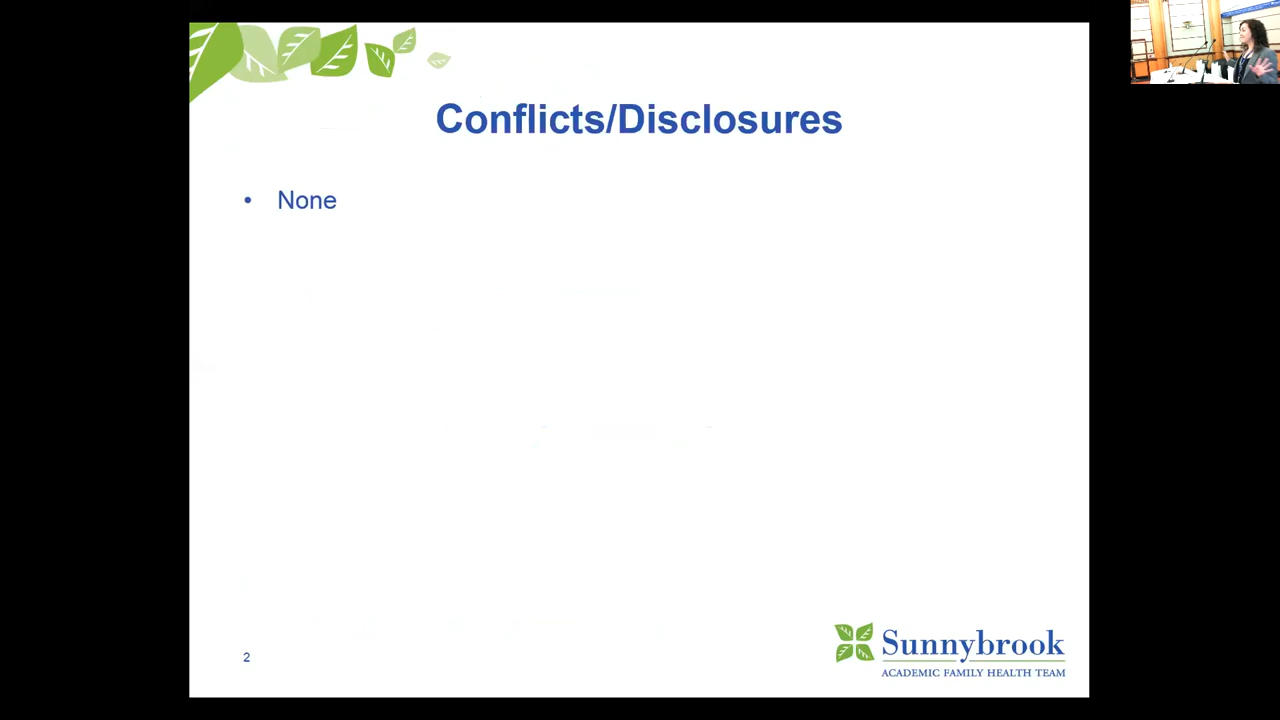 Conflicts/Disclosures
• None
2
Sunnybrook
ACADEMIC FAMILY HEALTH TEAM